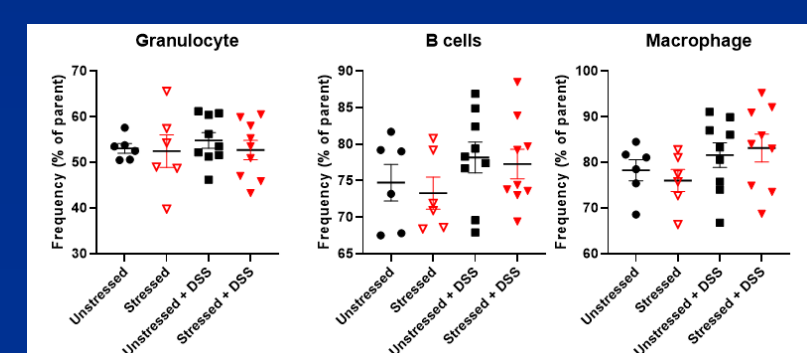 Granulocyte
Frequency (% of parent)
70
60
50
40
30
Unstressed
Stressed
Unstressed + DSS
Stressed + DSS
B cells
Frequency (% of parent)
90
85
80
75
70
65
Unstressed
Stressed
Unstressed + DSS
Stressed + DSS
Macrophage
Frequency (% of parent)
100
90
80
70
60
Unstressed
Stressed
Unstressed + DSS
Stressed + DSS